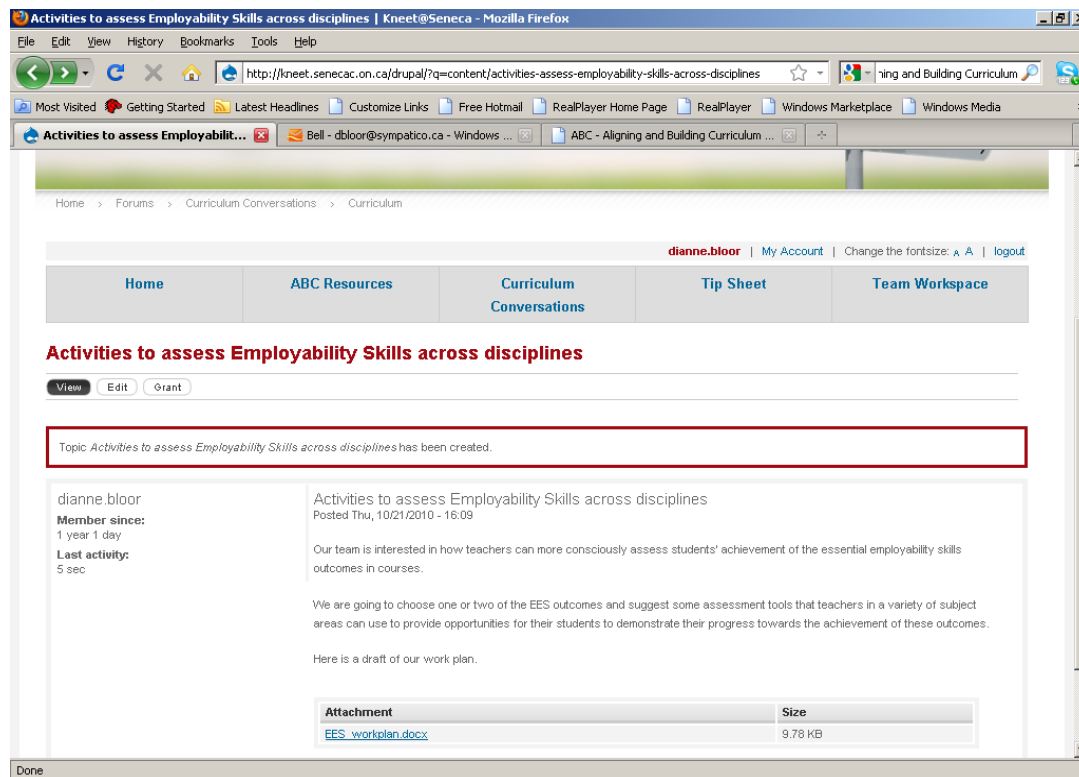 Activities to assess Employability Skills across disciplines | Kneet@Seneca - Mozilla Firefox
File Edit View History Bookmarks Tools Help
http://kneet.senecac.on.ca/drupal/?q=content/activities-assess-employability-skills-across-disciplines ning and Building Curriculum
Most Visited Getting Started Latest Headlines Customize Links Free Hotmail RealPlayer Home Page RealPlayer Windows Marketplace Windows Media
Activities to assess Employabilit... Bell - dbloor@sympatico.ca - Windows ... ABC - Aligning and Building Curriculum ...
Home > Forums > Curriculum Conversations > Curriculum
dianne.bloor | My Account | Change the fontsize: A A | logout
Home ABC Resources Curriculum Conversations Tip Sheet Team Workspace
Activities to assess Employability Skills across disciplines
View Edit Grant
Topic Activities to assess Employability Skills across disciplines has been created.
dianne.bloor
Member since:
1 year 1 day
Last activity:
5 sec
Activities to assess Employability Skills across disciplines
Posted Thu, 10/21/2010 - 16:09
Our team is interested in how teachers can more consciously assess students' achievement of the essential employability skills
outcomes in courses.
We are going to choose one or two of the EES outcomes and suggest some assessment tools that teachers in a variety of subject
areas can use to provide opportunities for their students to demonstrate their progress towards the achievement of these outcomes.
Here is a draft of our work plan.
Attachment Size
EES_workplan.docx 9.78 KB
Done